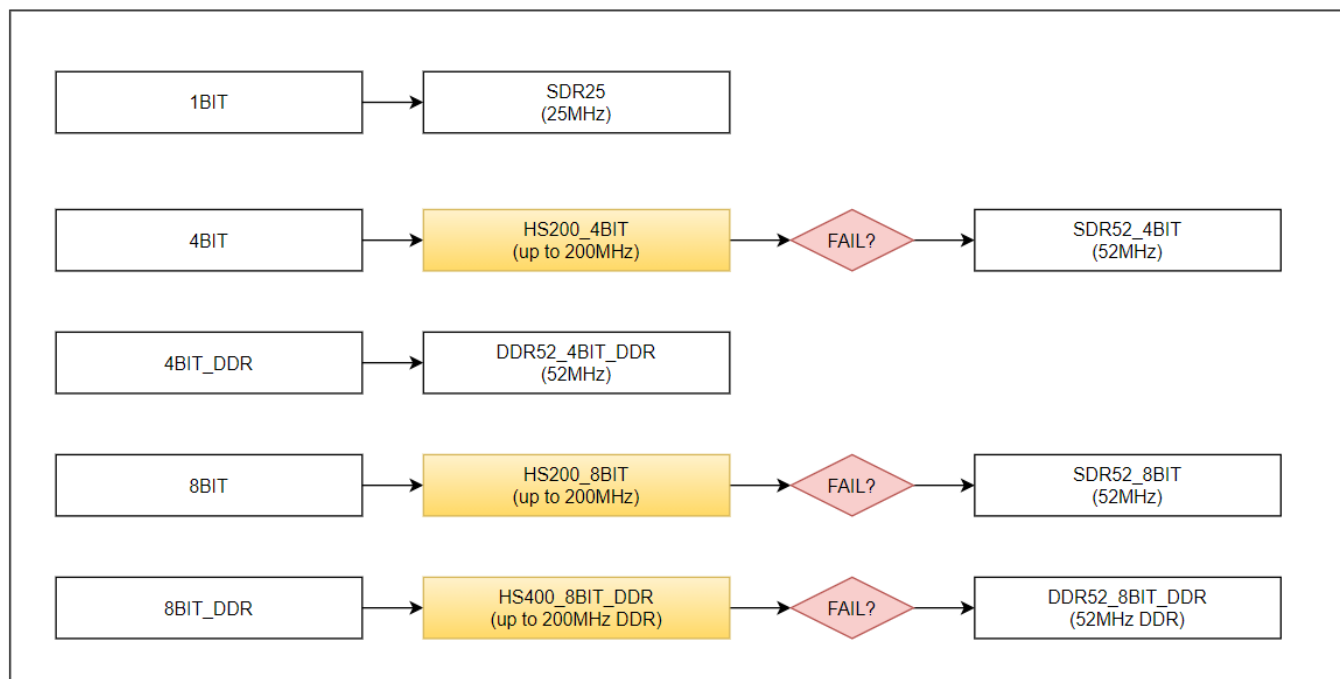 1BIT
SDR25
(25MHz)
4BIT
HS200_4BIT
(up to 200MHz)
FAIL?
SDR52_4BIT
(52MHz)
4BIT_DDR
DDR52_4BIT_DDR
(52MHz)
8BIT
HS200_8BIT
(up to 200MHz)
FAIL?
SDR52_8BIT
(52MHz)
8BIT_DDR
HS400_8BIT_DDR
(up to 200MHz DDR)
FAIL?
DDR52_8BIT_DDR
(52MHz DDR)